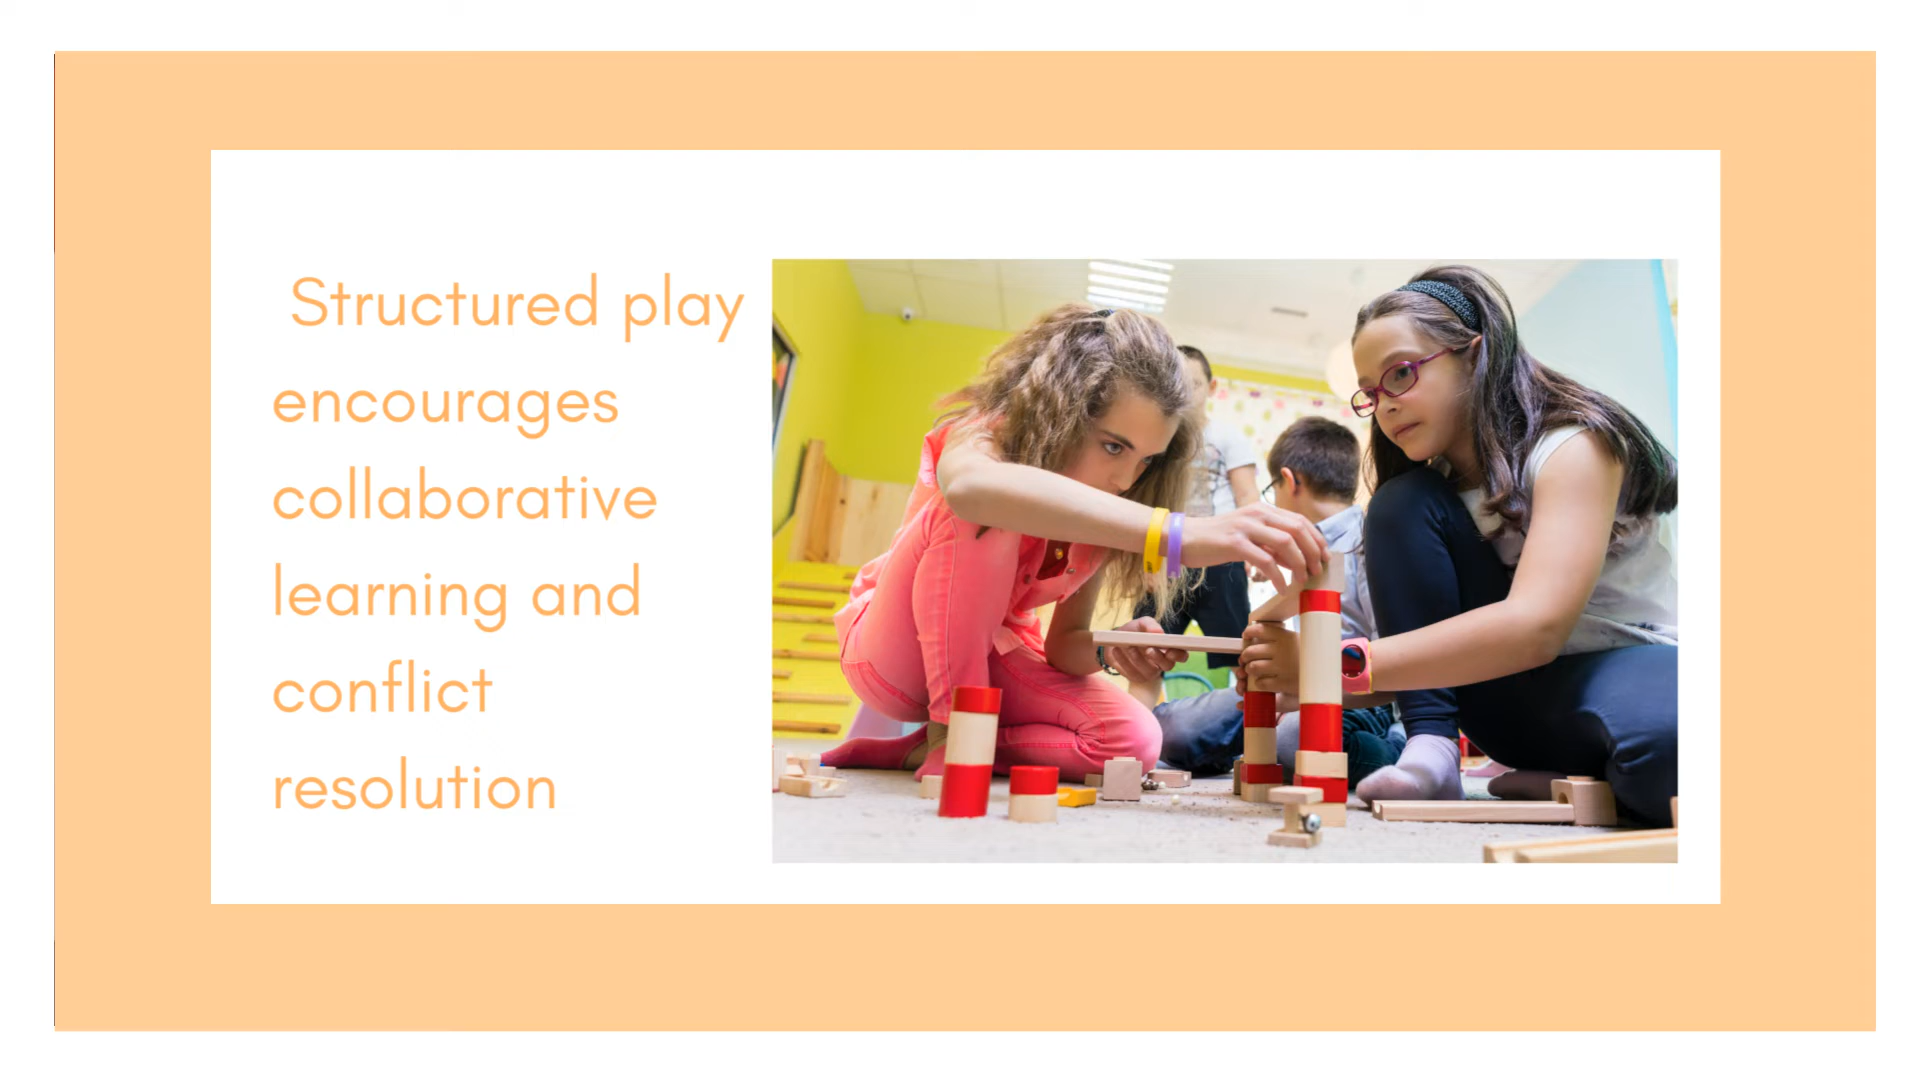 Structured play
encourages
collaborative
learning and
conflict
resolution